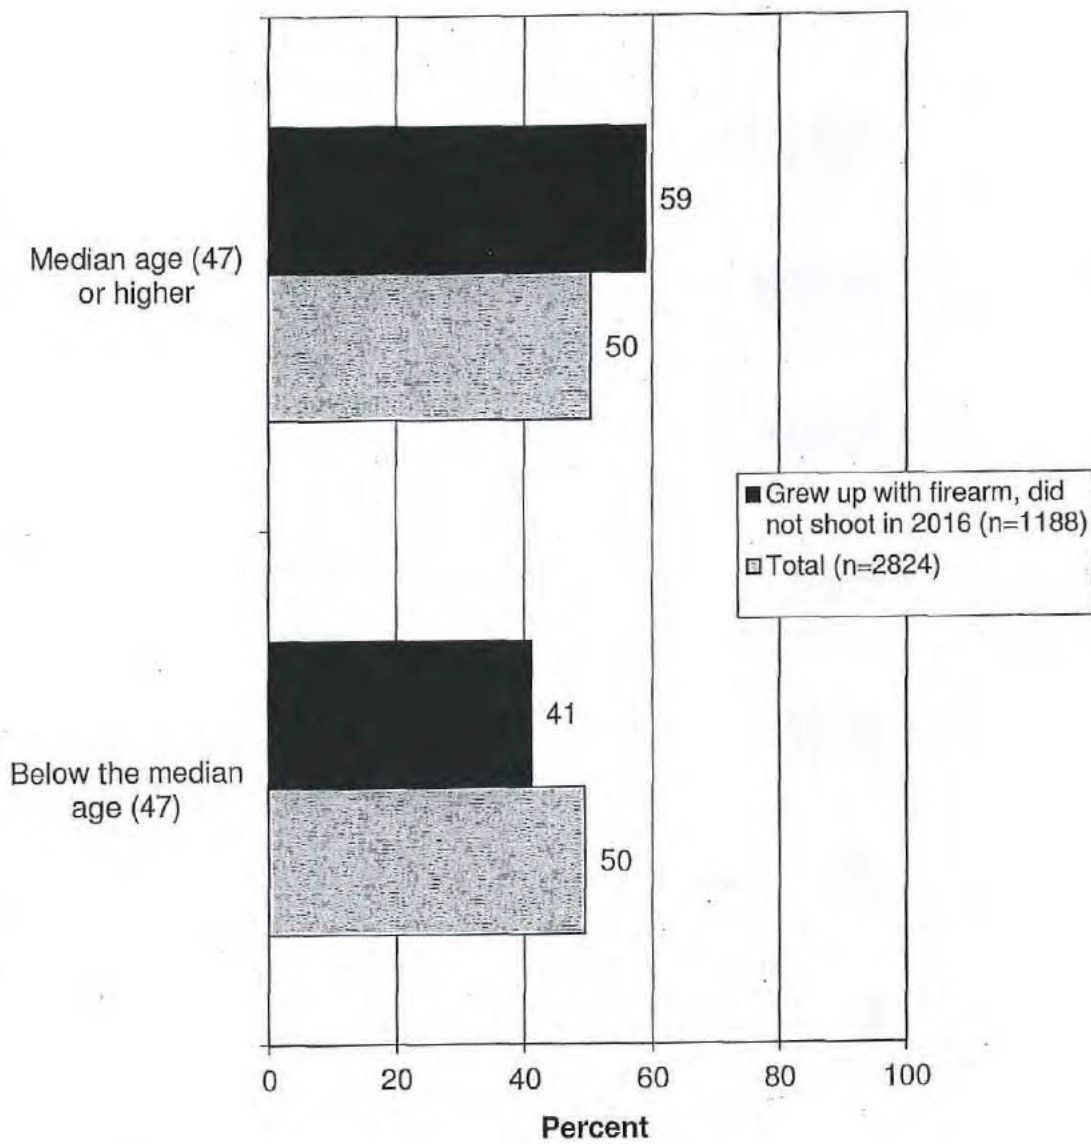 59
Median age (47)
or higher
50
Grew up with firearm, did
not shoot in 2016 (n=1188)
Total (n=2824)
41
Below the median
age (47)
50
0 20 40 60 80 100
Percent